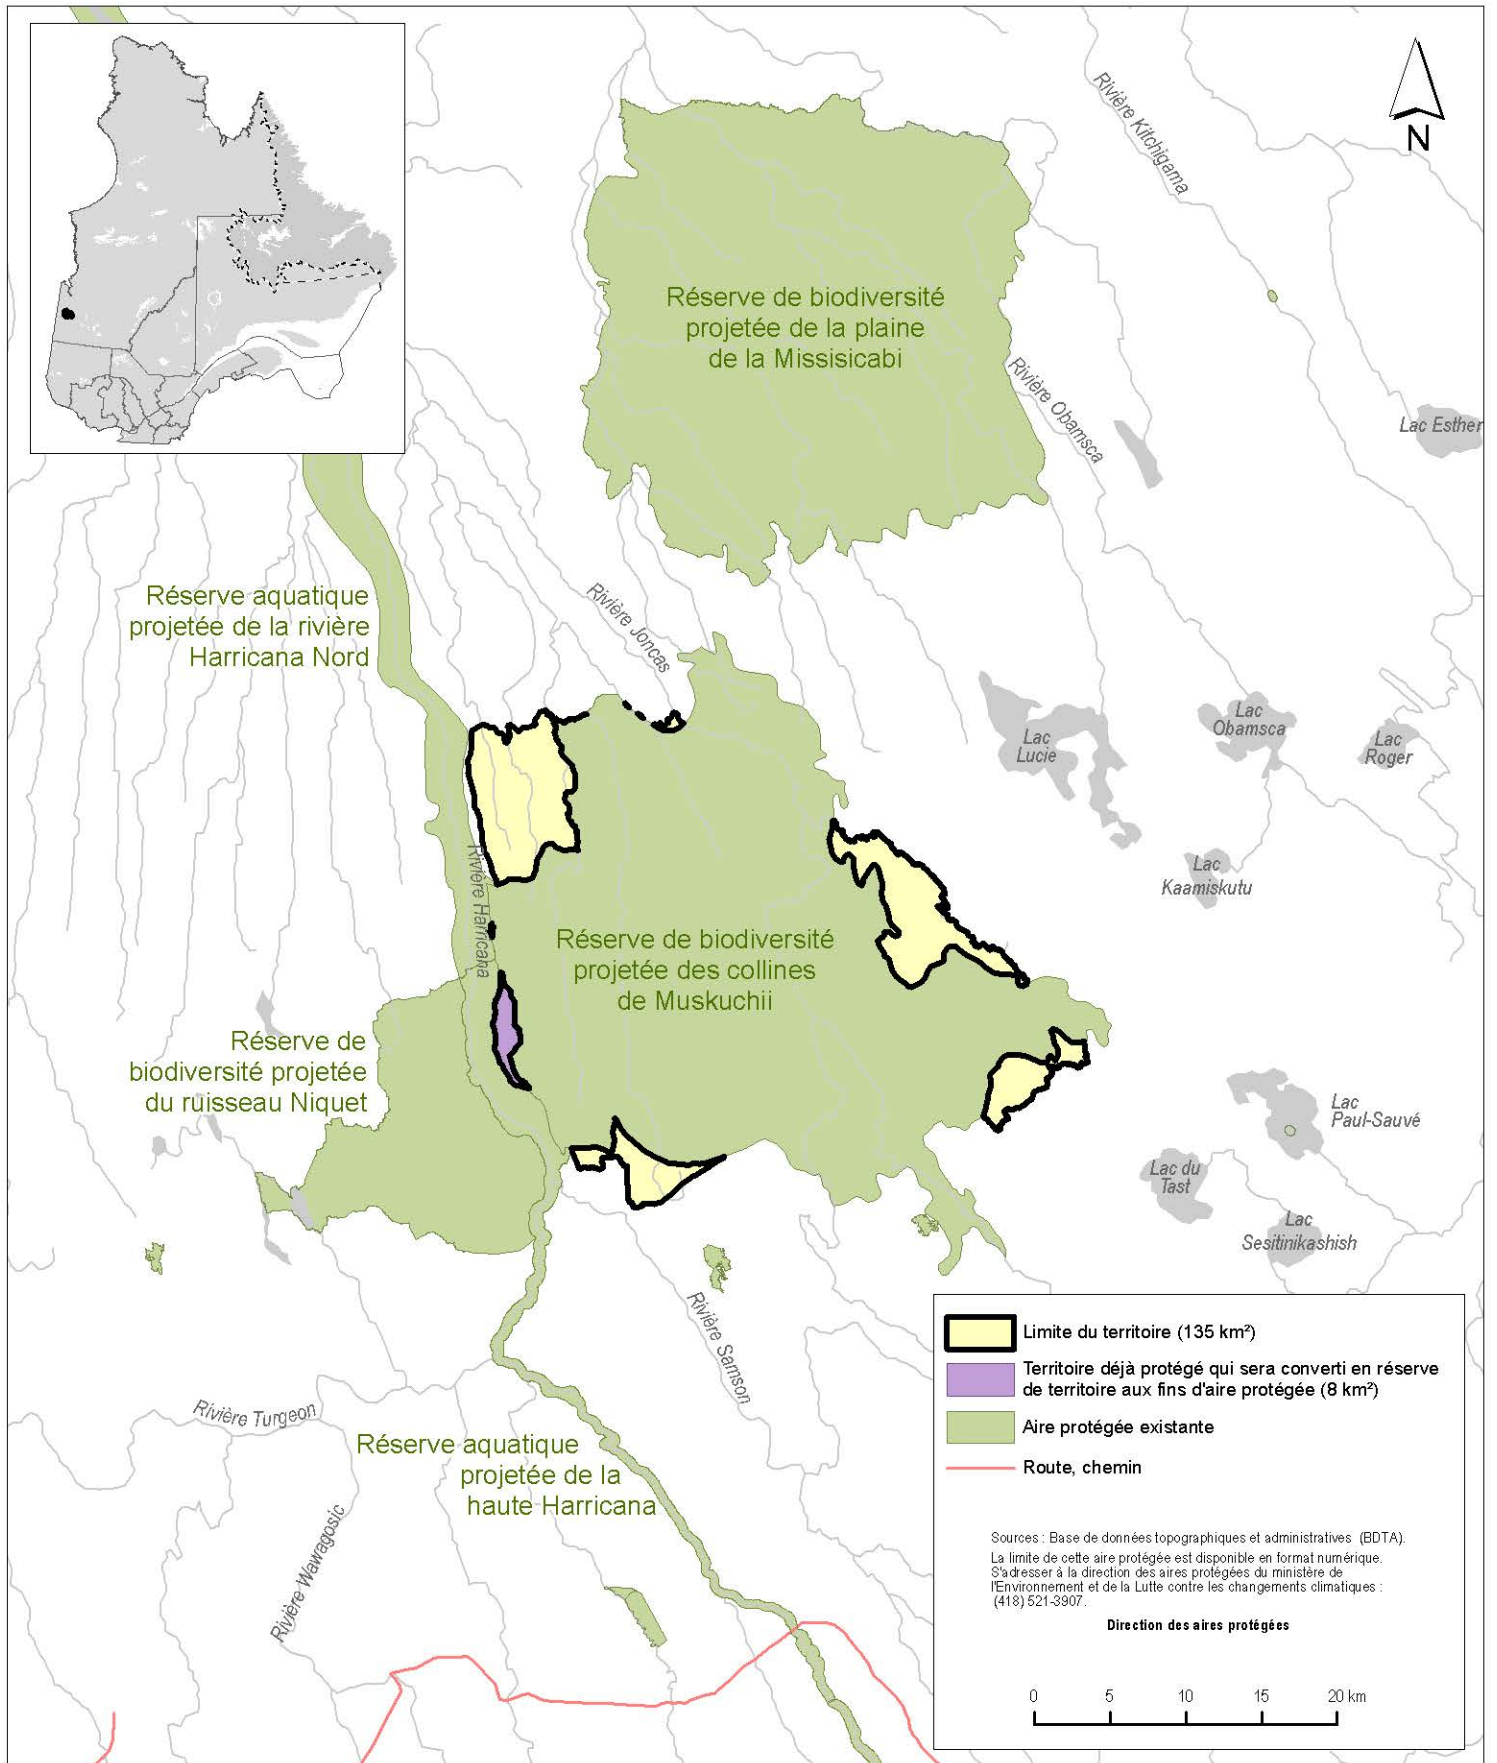 N
Rivière Kitchigama
Réserve de biodiversité
projetée de la plaine
de la Missisicabi
Rivière Obamsca
Lac Esther
Réserve aquatique
projetée de la rivière
Harricana Nord
Rivière Joncas
Lac
Lucie
Lac
Obamsca
Lac
Roger
Lac
Kaamiskutu
Rivière Harricana
Réserve de biodiversité
projetée des collines
de Muskuchii
Réserve de
biodiversité projetée
du ruisseau Niquet
Lac
Paul-Sauvé
Lac du
Tast
Lac
Sesitinikashish
Rivière Samson
Rivière Turgeon
Réserve aquatique
projetée de la
haute Harricana
Rivière Wawagosic
Limite du territoire (135 km²)
Territoire déjà protégé qui sera converti en réserve
de territoire aux fins d'aire protégée (8 km²)
Aire protégée existante
Route, chemin
Sources : Base de données topographiques et administratives (BDTA).
La limite de cette aire protégée est disponible en format numérique.
S'adresser à la direction des aires protégées du ministère de
l'Environnement et de la Lutte contre les changements climatiques :
(418) 521-3907.
Direction des aires protégées
0 5 10 15 20 km